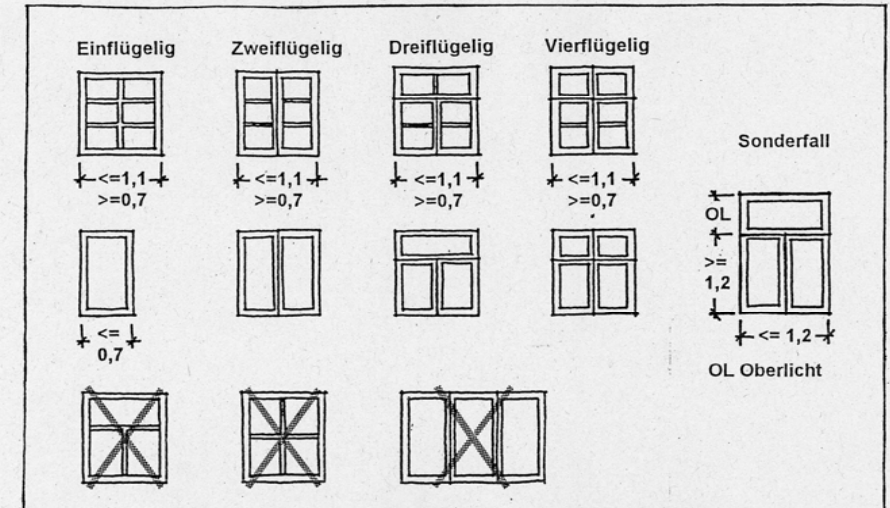 Einflügelig
Zweiflügelig
Dreiflügelig
Vierflügelig
<=1,1
>=0,7
<=1,1
>=0,7
<=1,1
>=0,7
<=1,1
>=0,7
<=
0,7
Sonderfall
OL
>=
1,2
<= 1,2
OL Oberlicht